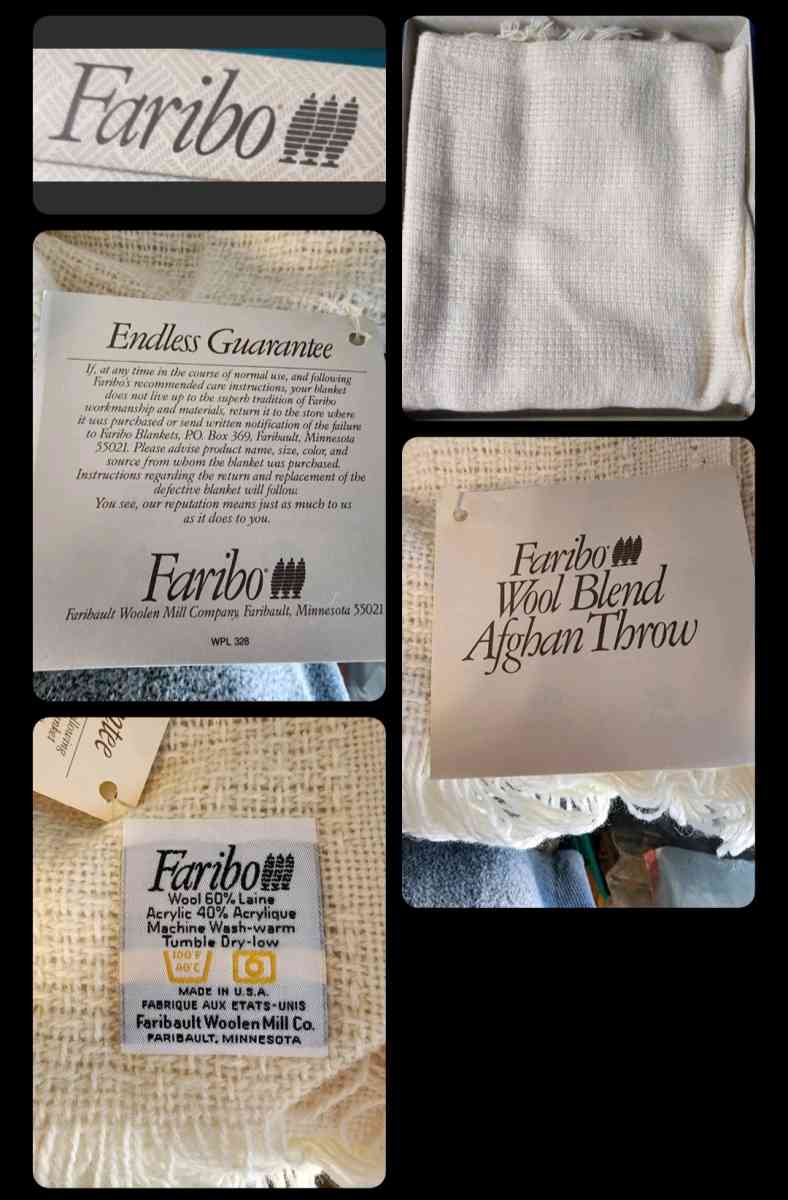 Faribo
Endless Guarantee
If, at any time in the course of normal use, and following
Faribo's recommended care instructions, your blanket
does not live up to the superb tradition of Faribo
workmanship and materials, return it to the store where
it was purchased or send written notification of the failure
to Faribo Blankets, P.O. Box 369, Faribault, Minnesota
55021. Please advise product name, size, color, and
source from whom the blanket was purchased.
Instructions regarding the return and replacement of the
defective blanket will follow.
You see, our reputation means just as much to us
as it does to you.
Faribo
Faribault Woolen Mill Company, Faribault, Minnesota 55021
WPL 328
Faribo
Wool Blend
Afghan Throw
Faribo
Wool 60% Laine
Acrylic 40% Acrylique
Machine Wash-warm
Tumble Dry-low
100°F
40°C
MADE IN U.S.A.
FABRIQUE AUX ETATS-UNIS
Faribault Woolen Mill Co.
FARIBAULT, MINNESOTA